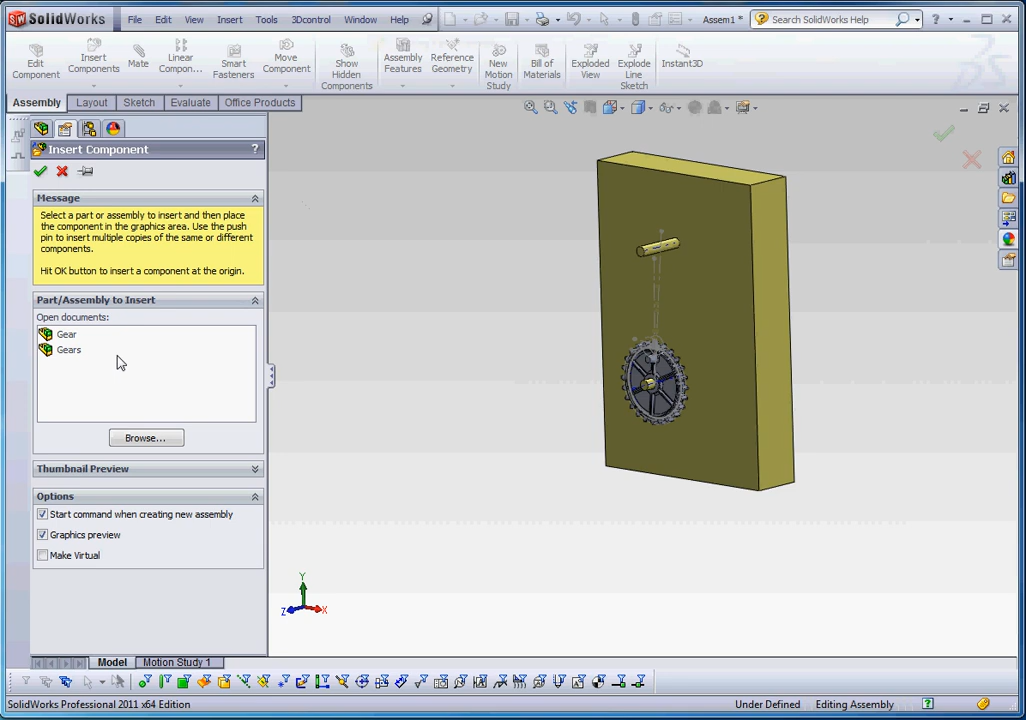 SolidWorks File Edit View Insert Tools 3Dcontrol Window Help Assem1 * Search SolidWorks Help ?
Edit Component
Insert Components
Mate
Linear Compon...
Smart Fasteners
Move Component
Show Hidden Components
Assembly Features
Reference Geometry
New Motion Study
Bill of Materials
Exploded View
Explode Line Sketch
Instant3D
Assembly Layout Sketch Evaluate Office Products
Insert Component ?
Message
Select a part or assembly to insert and then place
the component in the graphics area. Use the push
pin to insert multiple copies of the same or different
components.
Hit OK button to insert a component at the origin.
Part/Assembly to Insert
Open documents:
Gear
Gears
Browse...
Thumbnail Preview
Options
Start command when creating new assembly
Graphics preview
Make Virtual
Y
Z X
Model Motion Study 1
SolidWorks Professional 2011 x64 Edition Under Defined Editing Assembly ?